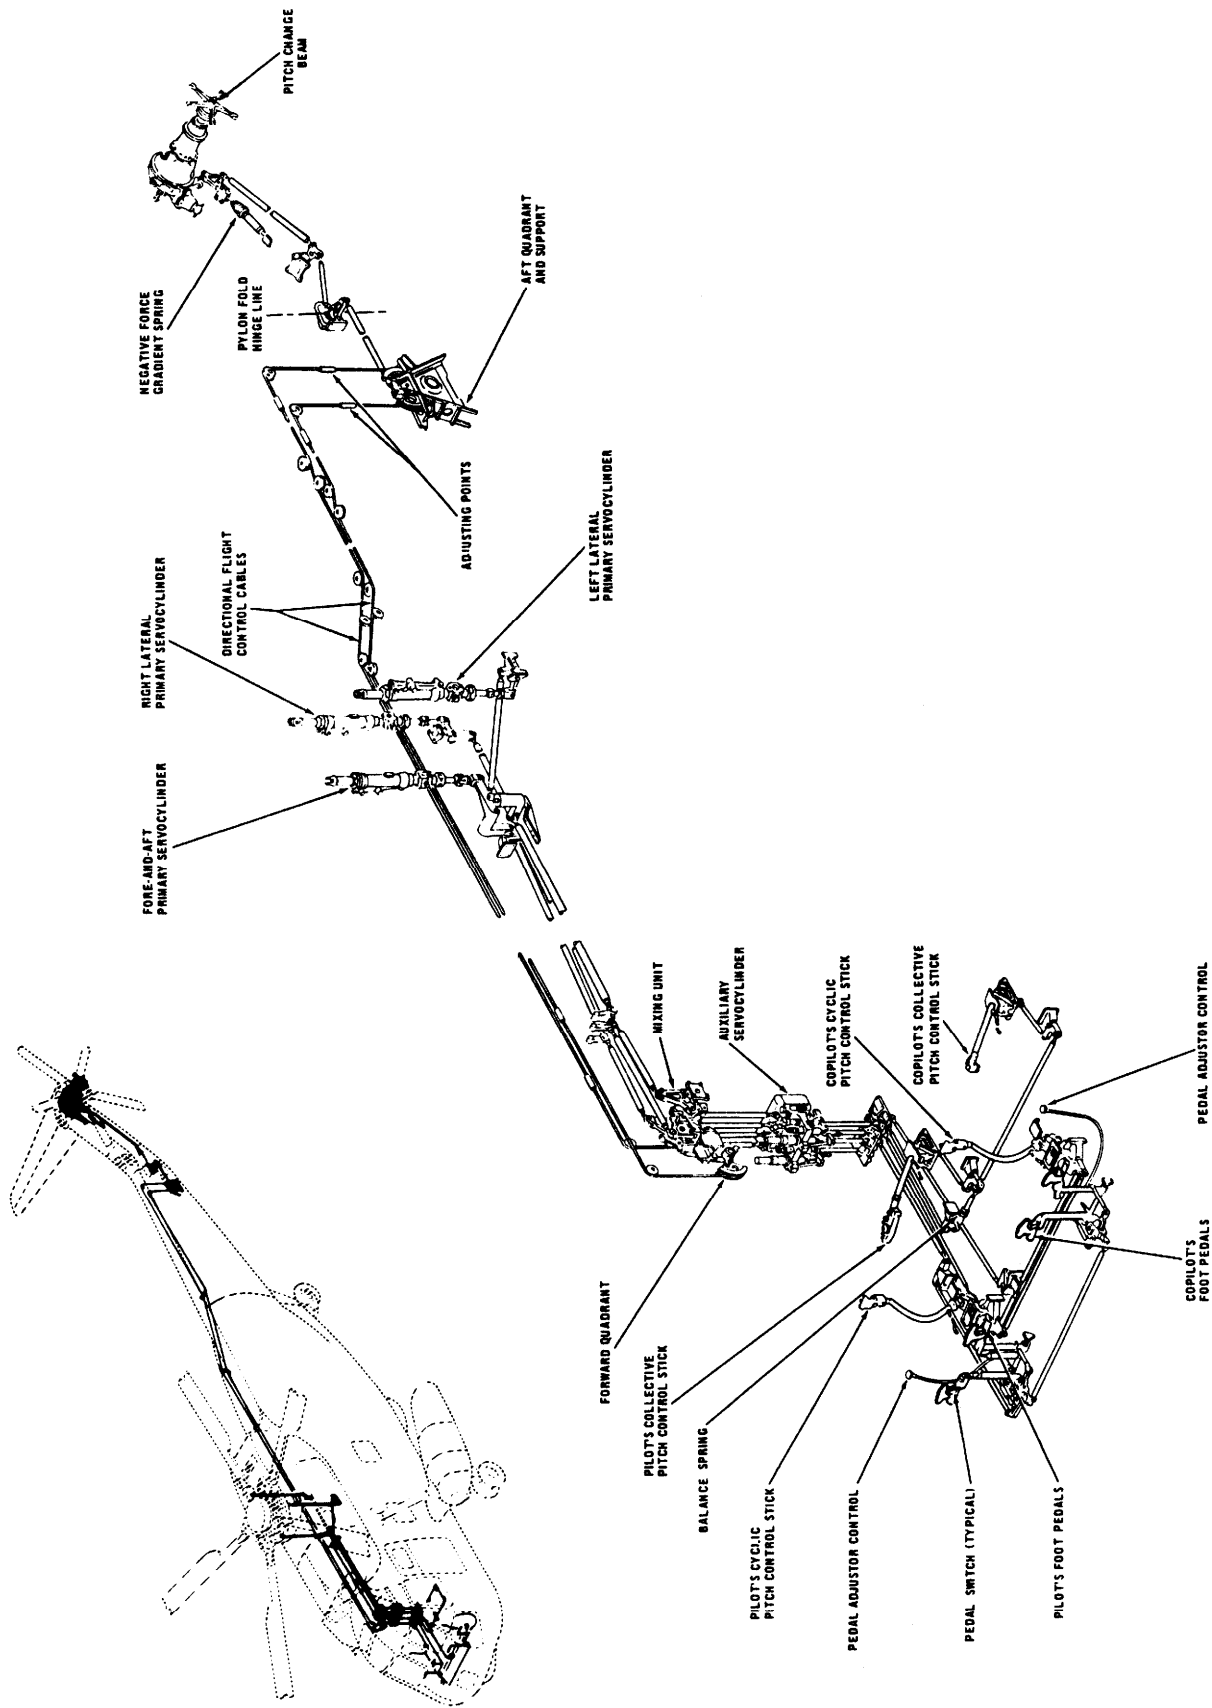 PITCH CHANGE
BEAM
NEGATIVE FORCE
GRADIENT SPRING
PYLON FOLD
HINGE LINE
AFT QUADRANT
AND SUPPORT
ADJUSTING POINTS
DIRECTIONAL FLIGHT
CONTROL CABLES
RIGHT LATERAL
PRIMARY SERVOCYLINDER
LEFT LATERAL
PRIMARY SERVOCYLINDER
FORE-AND-AFT
PRIMARY SERVOCYLINDER
MIXING UNIT
AUXILIARY
SERVOCYLINDER
COPILOT'S CYCLIC
PITCH CONTROL STICK
COPILOT'S COLLECTIVE
PITCH CONTROL STICK
PEDAL ADJUSTOR CONTROL
COPILOT'S
FOOT PEDALS
FORWARD QUADRANT
PILOT'S COLLECTIVE
PITCH CONTROL STICK
BALANCE SPRING
PILOT'S CYCLIC
PITCH CONTROL STICK
PEDAL ADJUSTOR CONTROL
PEDAL SWITCH (TYPICAL)
PILOT'S FOOT PEDALS